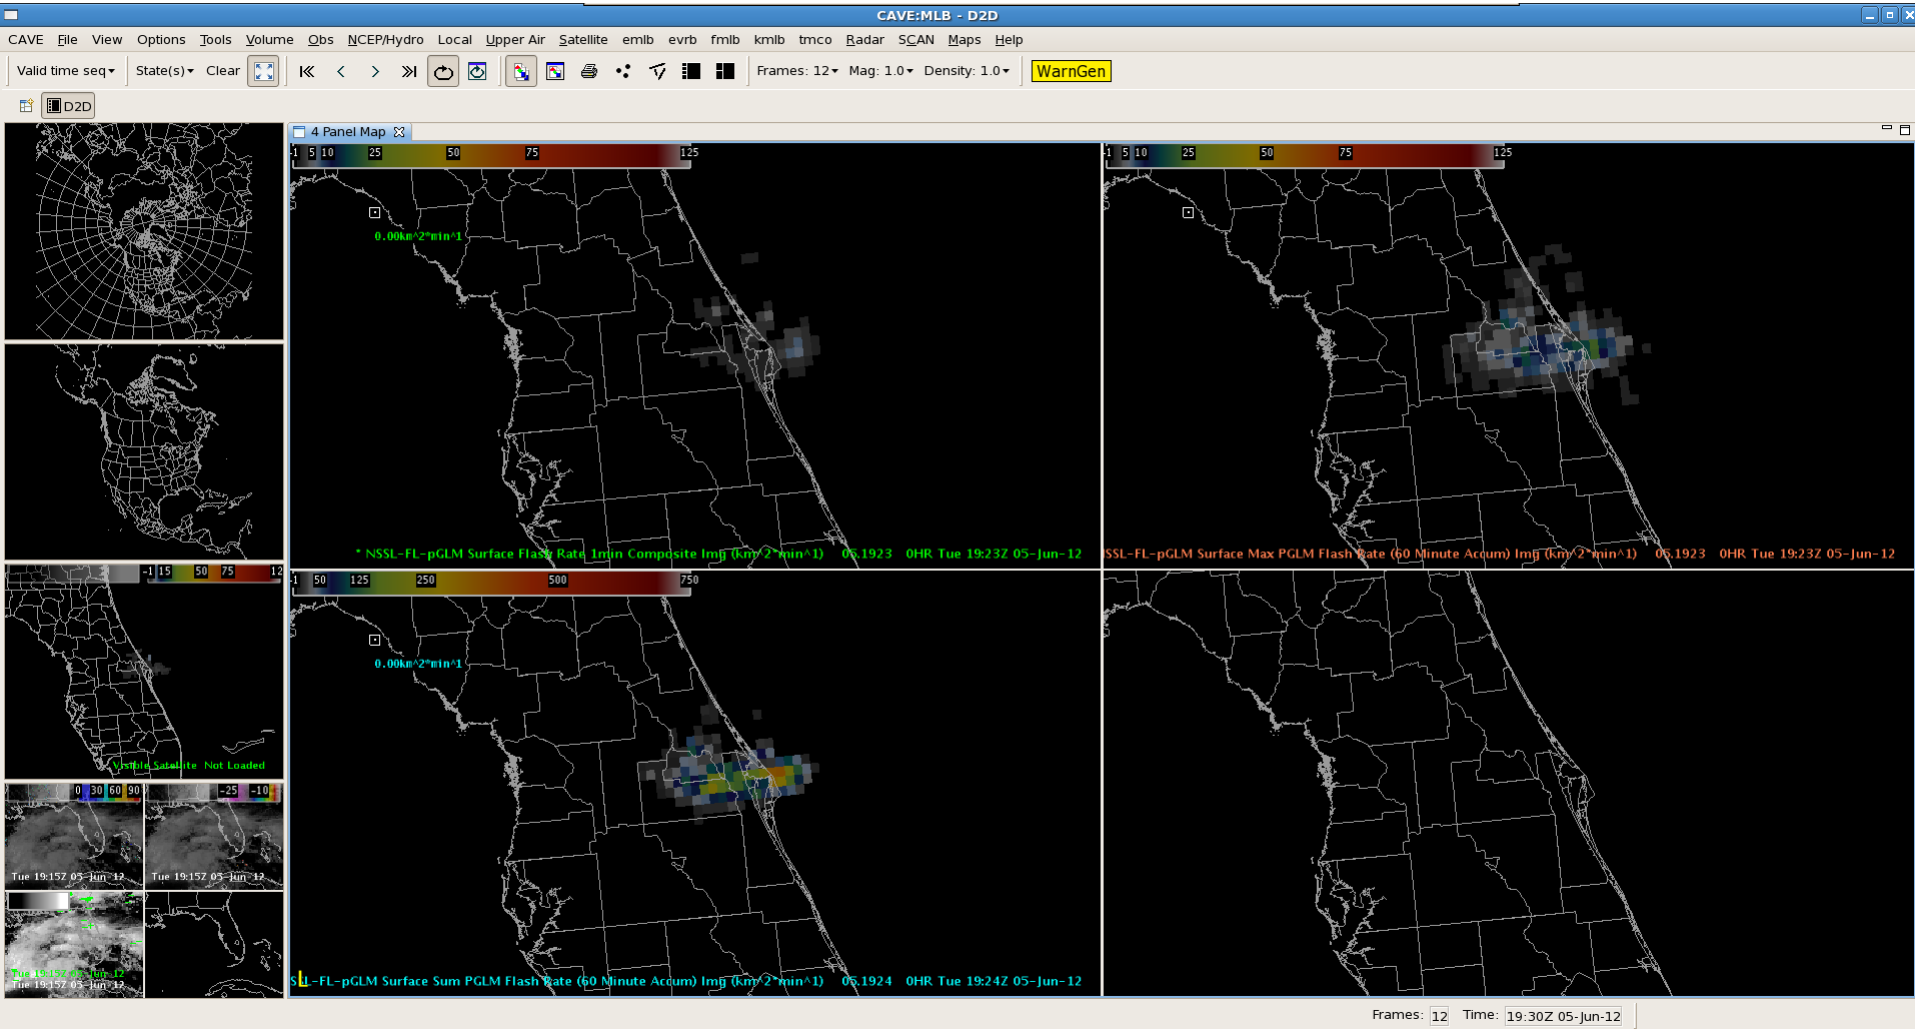 CAVE:MLB - D2D
CAVE File View Options Tools Volume Obs NCEP/Hydro Local Upper Air Satellite emlb evrb fmlb kmlb tmco Radar SCAN Maps Help
Valid time seq State(s) Clear Frames: 12 Mag: 1.0 Density: 1.0 WarnGen
D2D
4 Panel Map
-1 5 10 25 50 75 125
-1 5 10 25 50 75 125
0.00km^2*min^1
* NSSL-FL-pGLM Surface Flash Rate 1min Composite Img (km^2*min^1) 05.1923 0HR Tue 19:23Z 05-Jun-12
SSL-FL-pGLM Surface Max PGLM Flash Rate (60 Minute Accum) Img (km^2*min^1) 05.1923 0HR Tue 19:23Z 05-Jun-12
-1 50 125 250 500 750
0.00km^2*min^1
SL-FL-pGLM Surface Sum PGLM Flash Rate (60 Minute Accum) Img (km^2*min^1) 05.1924 0HR Tue 19:24Z 05-Jun-12
-1 15 50 75 12
Visible Satellite Not Loaded
0 30 60 90
Tue 19:15Z 05-Jun-12
-25 -10
Tue 19:15Z 05-Jun-12
Tue 19:15Z 05-Jun-12
Tue 19:15Z 05-Jun-12
Frames: 12 Time: 19:30Z 05-Jun-12